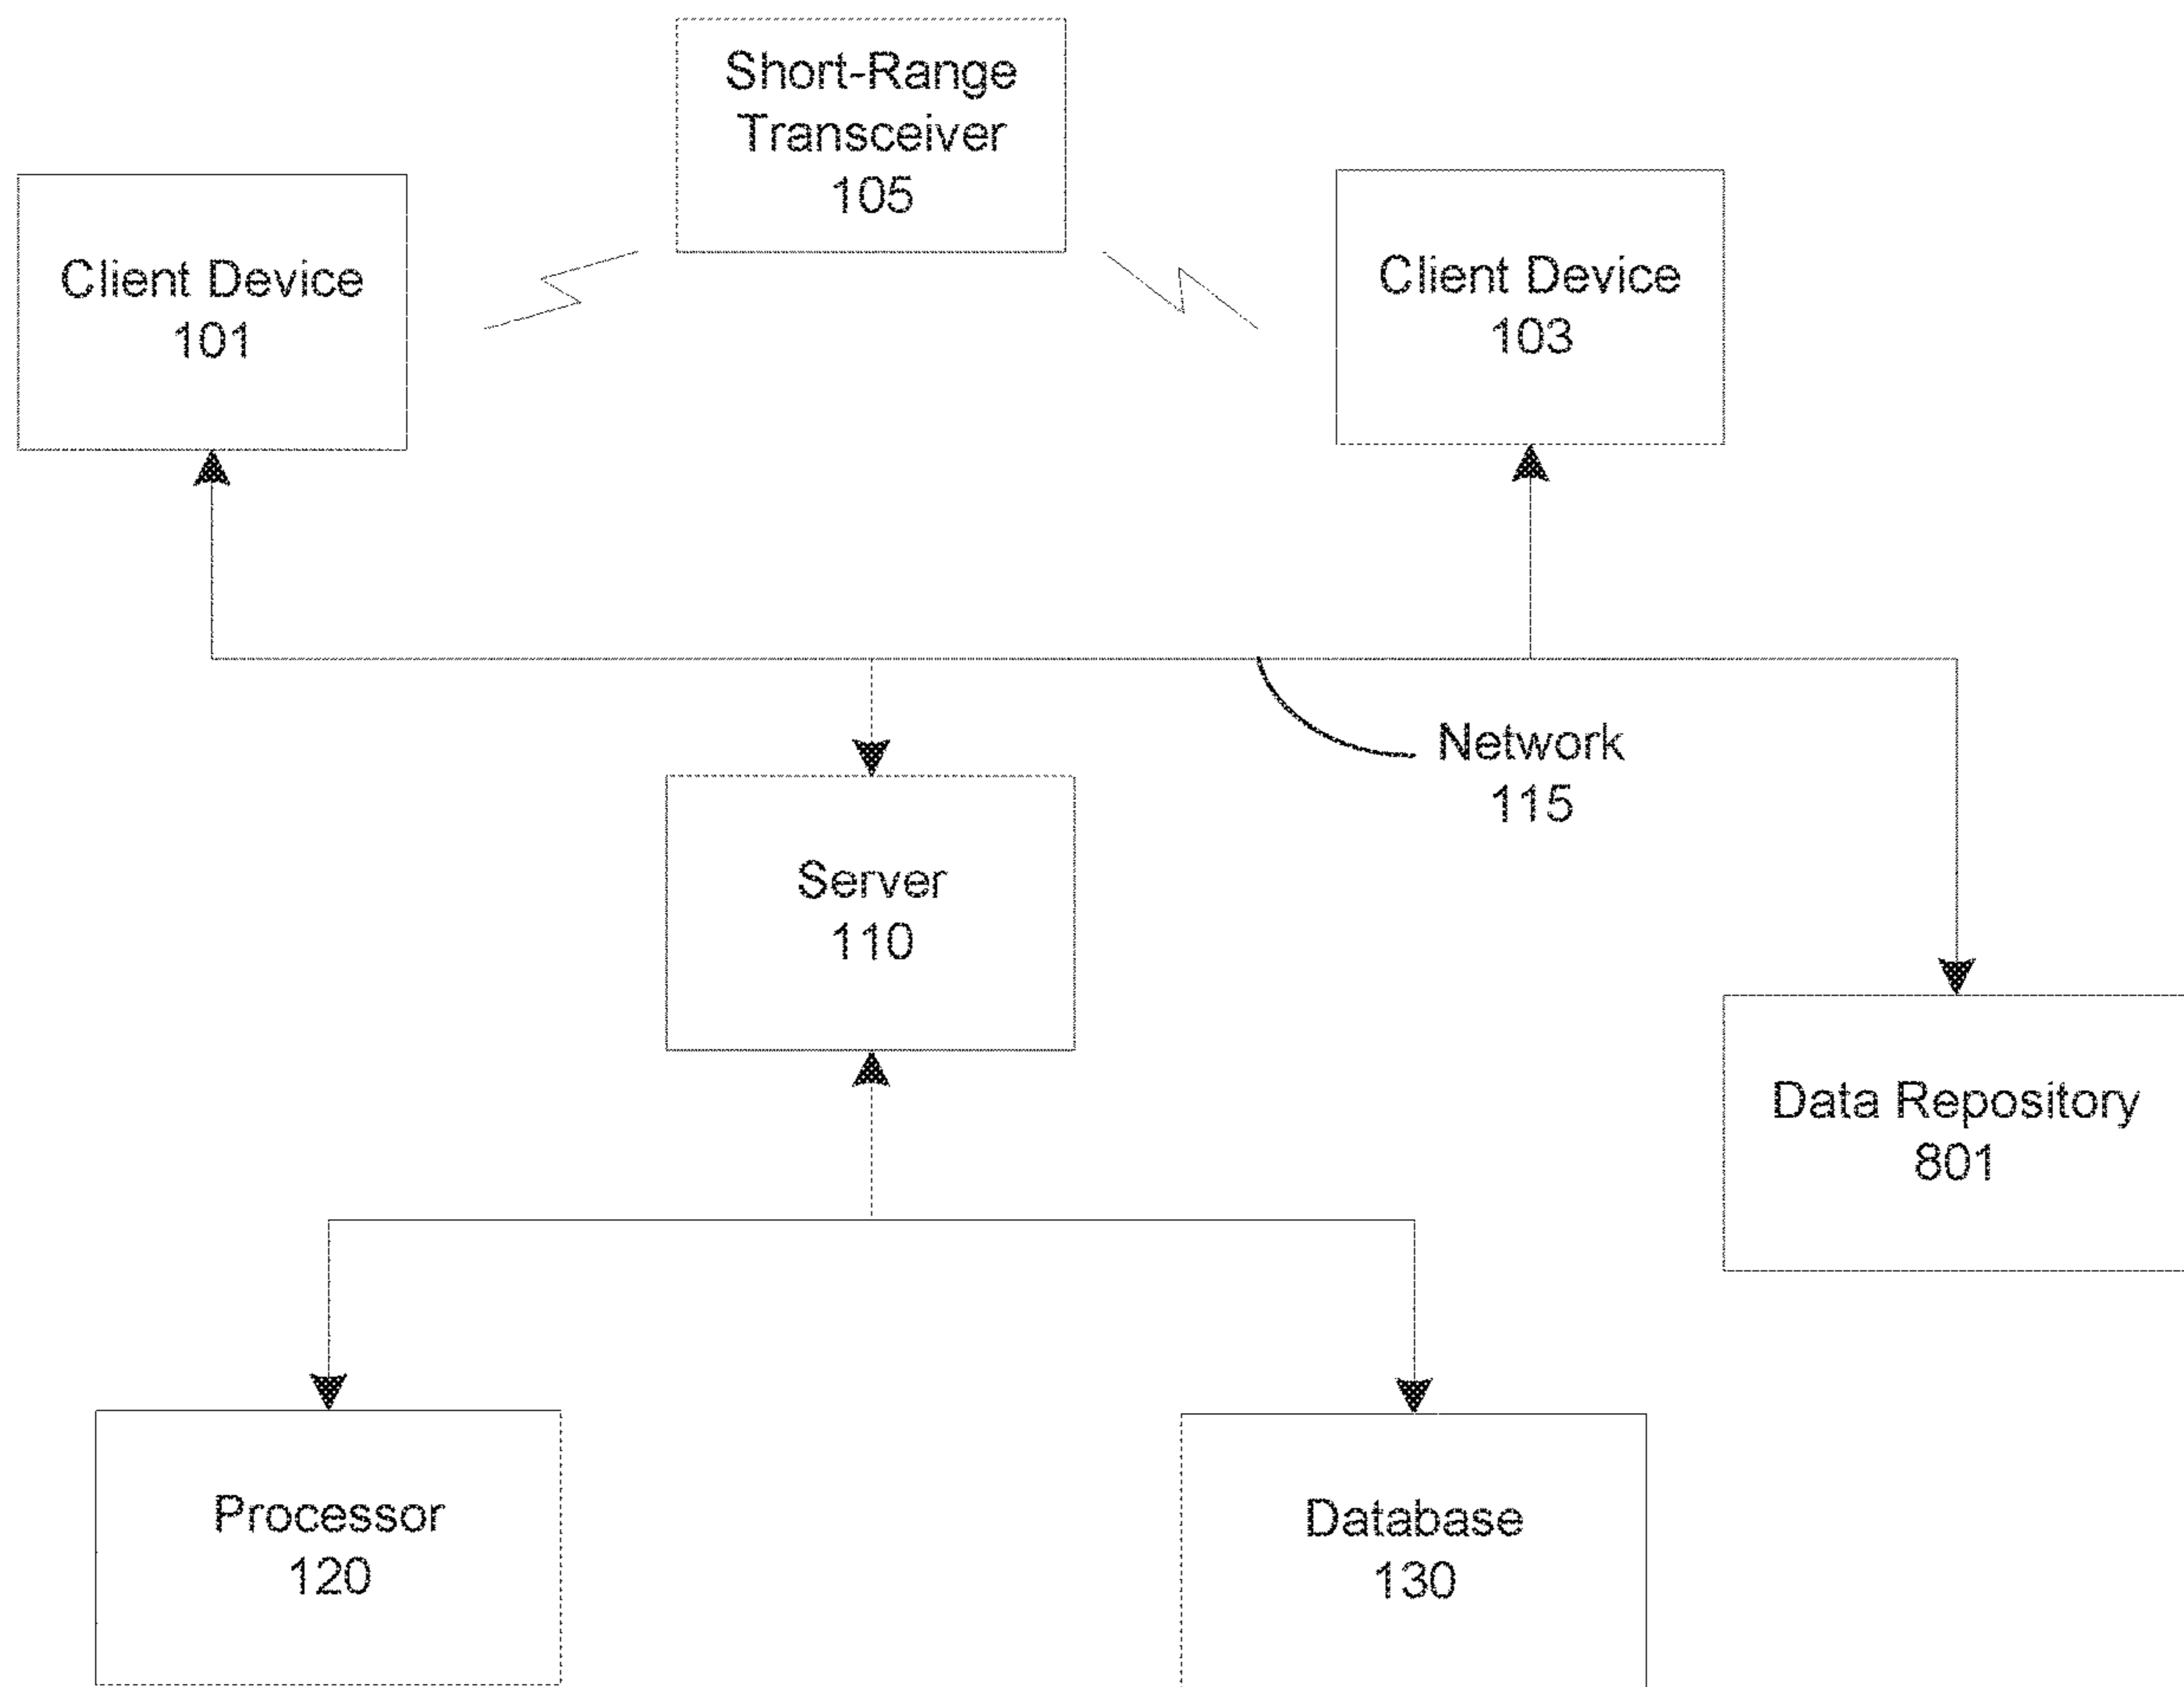 Short-Range
Transceiver
105
Client Device
101
Client Device
103
Network
115
Server
110
Data Repository
801
Processor
120
Database
130